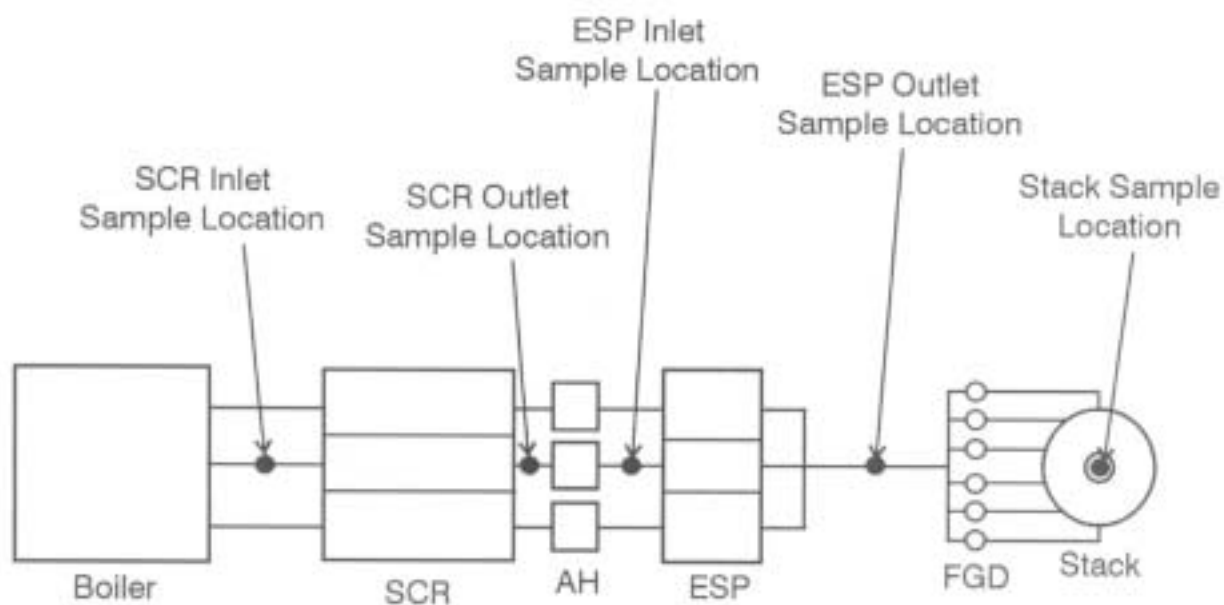 ESP Inlet
Sample Location
ESP Outlet
Sample Location
SCR Inlet
Sample Location
SCR Outlet
Sample Location
Stack Sample
Location
Boiler
SCR
AH
ESP
FGD
Stack